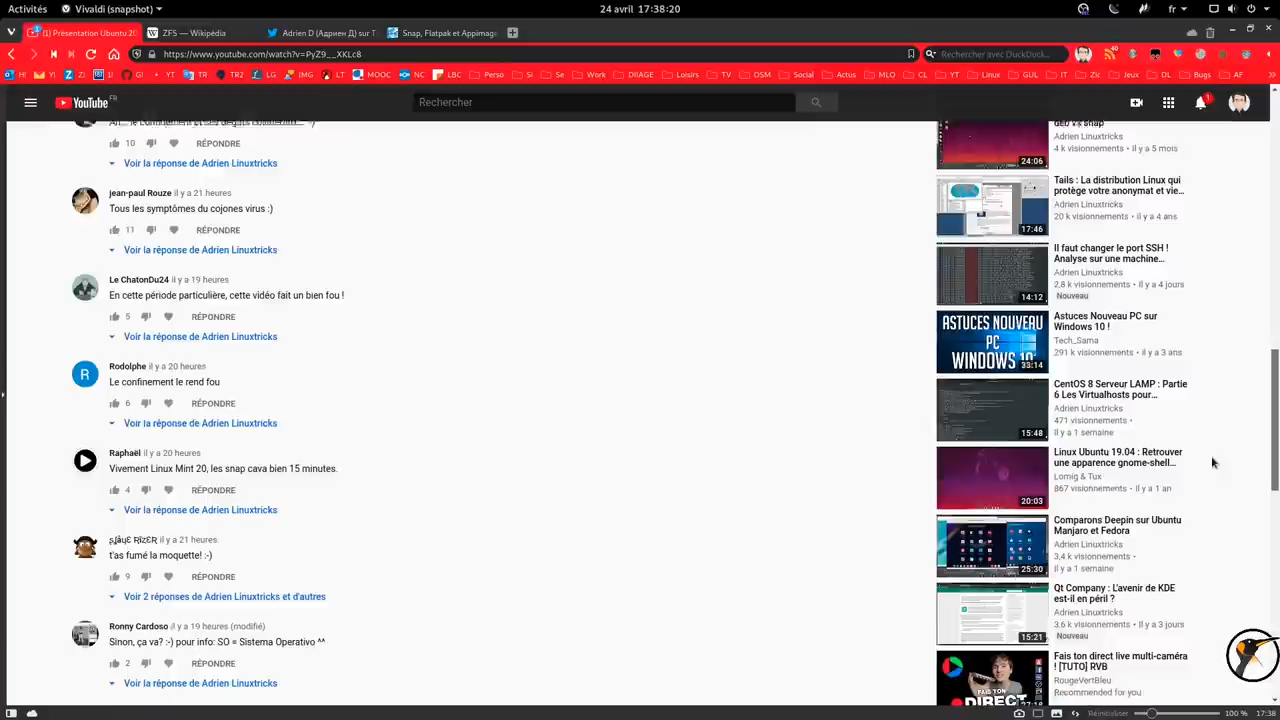 Activités
Vivaldi (snapshot)
24 avril 17:38:20
fr
(1) Présentation Ubuntu 20
ZFS — Wikipédia
Adrien D (Адриен Д) sur T
Snap, Flatpak et Appimage
https://www.youtube.com/watch?v=PyZ9__XKLc8
Rechercher avec DuckDuck...
H! Y! Z! G! YT TR TR2 LG IMG LT MOOC NC LBC Perso Si Se Work DIIAGE Loisirs TV OSM Social Actus MLO CL YT Linux GUL IT Zic Jeux DL Bugs AF
YouTube FR
Rechercher
1
10 RÉPONDRE
Voir la réponse de Adrien Linuxtricks
jean-paul Rouze il y a 21 heures
Tous les symptômes du cojones virus :)
11 RÉPONDRE
Voir la réponse de Adrien Linuxtricks
Le ChatonDu24 il y a 19 heures
En cette période particulière, cette vidéo fait un bien fou !
5 RÉPONDRE
Voir la réponse de Adrien Linuxtricks
R
Rodolphe il y a 20 heures
Le confinement le rend fou
6 RÉPONDRE
Voir la réponse de Adrien Linuxtricks
Raphaël il y a 20 heures
Vivement Linux Mint 20, les snap cava bien 15 minutes.
4 RÉPONDRE
Voir la réponse de Adrien Linuxtricks
il y a 21 heures
t'as fumé la moquette! :-)
9 RÉPONDRE
Voir 2 réponses de Adrien Linuxtricks et d'autres
Ronny Cardoso il y a 19 heures (modifié)
Sinon, ça va? :-) pour info: SO = Sistema Operativo ^^
2 RÉPONDRE
Voir la réponse de Adrien Linuxtricks
Adrien Linuxtricks
4 k visionnements • il y a 5 mois
24:06
Tails : La distribution Linux qui
protège votre anonymat et vie…
Adrien Linuxtricks
20 k visionnements • il y a 4 ans
17:46
Il faut changer le port SSH !
Analyse sur une machine…
Adrien Linuxtricks
2,8 k visionnements • il y a 4 jours
Nouveau
14:12
ASTUCES NOUVEAU
PC
WINDOWS 10
33:14
Astuces Nouveau PC sur
Windows 10 !
Tech_Sama
291 k visionnements • il y a 3 ans
CentOS 8 Serveur LAMP : Partie
6 Les Virtualhosts pour…
Adrien Linuxtricks
471 visionnements •
il y a 1 semaine
15:48
Linux Ubuntu 19.04 : Retrouver
une apparence gnome-shell…
Lomig & Tux
867 visionnements • il y a 1 an
20:03
Comparons Deepin sur Ubuntu
Manjaro et Fedora
Adrien Linuxtricks
3,4 k visionnements •
il y a 1 semaine
25:30
Qt Company : L'avenir de KDE
est-il en péril ?
Adrien Linuxtricks
3,6 k visionnements • il y a 3 jours
Nouveau
15:21
FAIS TON
DIRECT
Fais ton direct live multi-caméra
! [TUTO] RVB
RougeVertBleu
Recommended for you
Réinitialiser
100 %
17:38